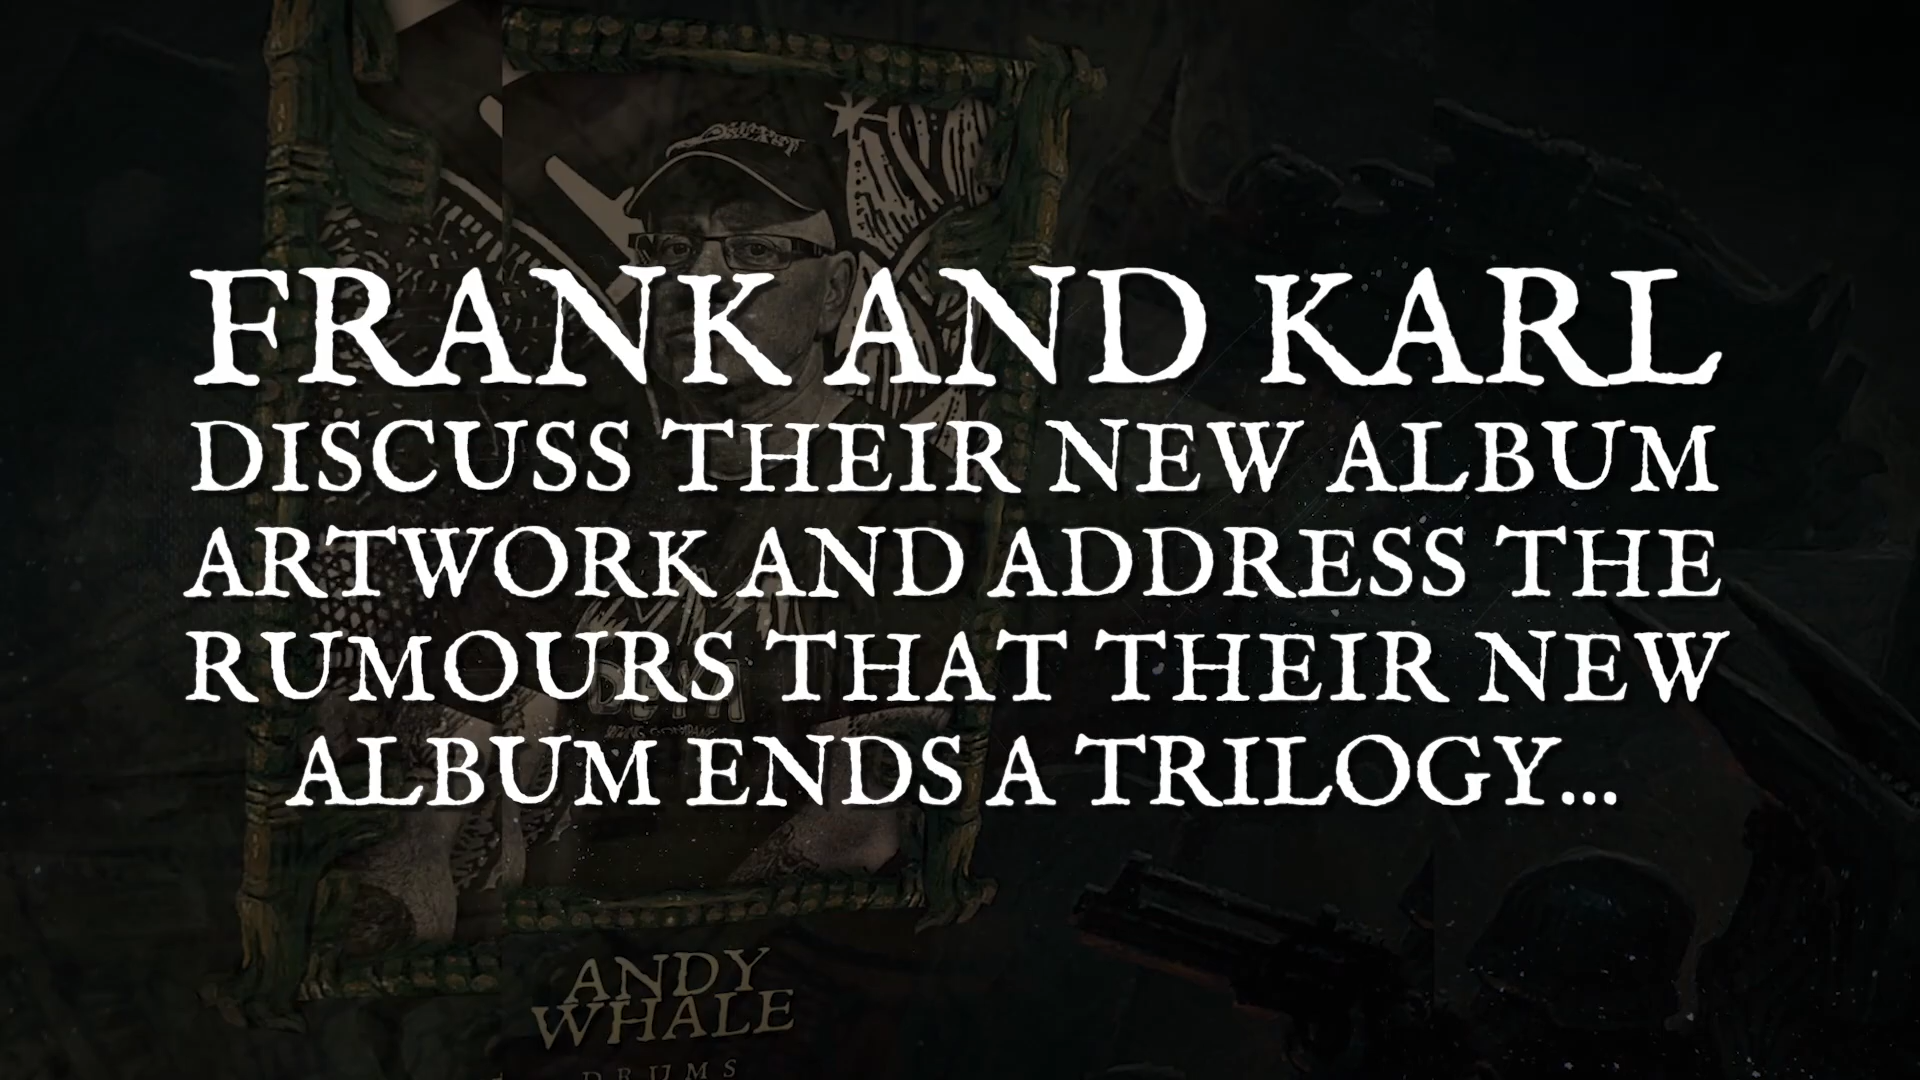 FRANK AND KARL
DISCUSS THEIR NEW ALBUM
ARTWORK AND ADDRESS THE
RUMOURS THAT THEIR NEW
ALBUM ENDS A TRILOGY...
ANDY
WHALE
DRUMS